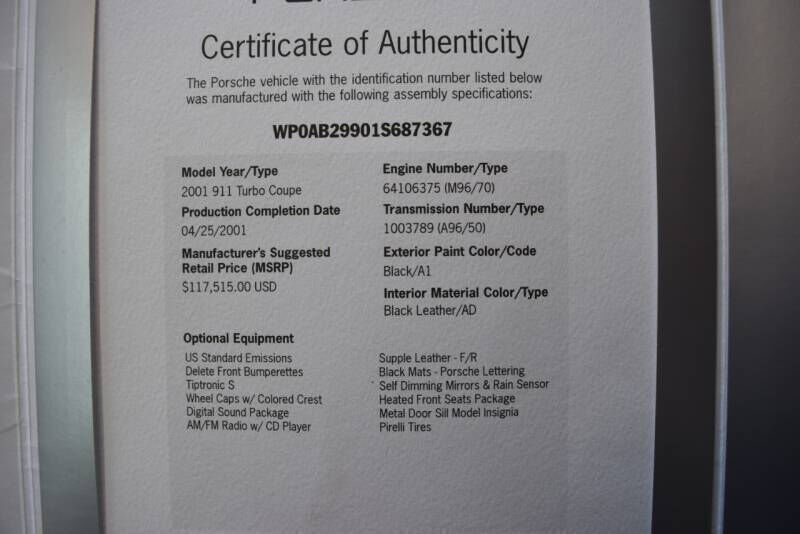 Certificate of Authenticity
The Porsche vehicle with the identification number listed below
was manufactured with the following assembly specifications:
WP0AB29901S687367
Model Year/Type
2001 911 Turbo Coupe
Production Completion Date
04/25/2001
Manufacturer's Suggested
Retail Price (MSRP)
$117,515.00 USD
Engine Number/Type
64106375 (M96/70)
Transmission Number/Type
1003789 (A96/50)
Exterior Paint Color/Code
Black/A1
Interior Material Color/Type
Black Leather/AD
Optional Equipment
US Standard Emissions
Delete Front Bumperettes
Tiptronic S
Wheel Caps w/ Colored Crest
Digital Sound Package
AM/FM Radio w/ CD Player
Supple Leather - F/R
Black Mats - Porsche Lettering
Self Dimming Mirrors & Rain Sensor
Heated Front Seats Package
Metal Door Sill Model Insignia
Pirelli Tires